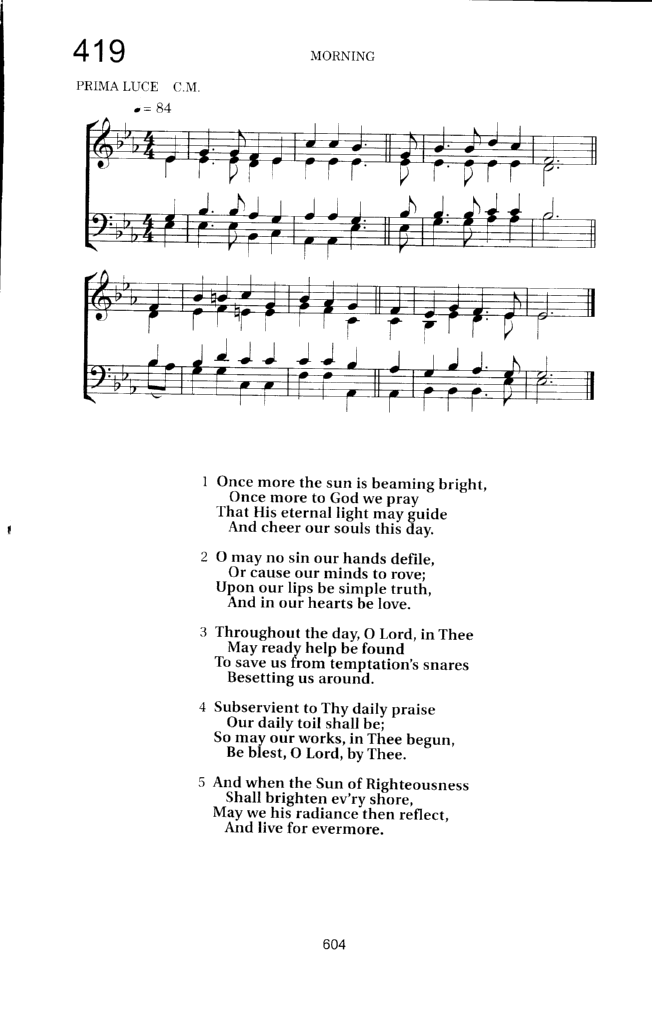 419
MORNING
PRIMA LUCE C.M.
♩ = 84
1 Once more the sun is beaming bright,
Once more to God we pray
That His eternal light may guide
And cheer our souls this day.
2 O may no sin our hands defile,
Or cause our minds to rove;
Upon our lips be simple truth,
And in our hearts be love.
3 Throughout the day, O Lord, in Thee
May ready help be found
To save us from temptation's snares
Besetting us around.
4 Subservient to Thy daily praise
Our daily toil shall be;
So may our works, in Thee begun,
Be blest, O Lord, by Thee.
5 And when the Sun of Righteousness
Shall brighten ev'ry shore,
May we his radiance then reflect,
And live for evermore.
604